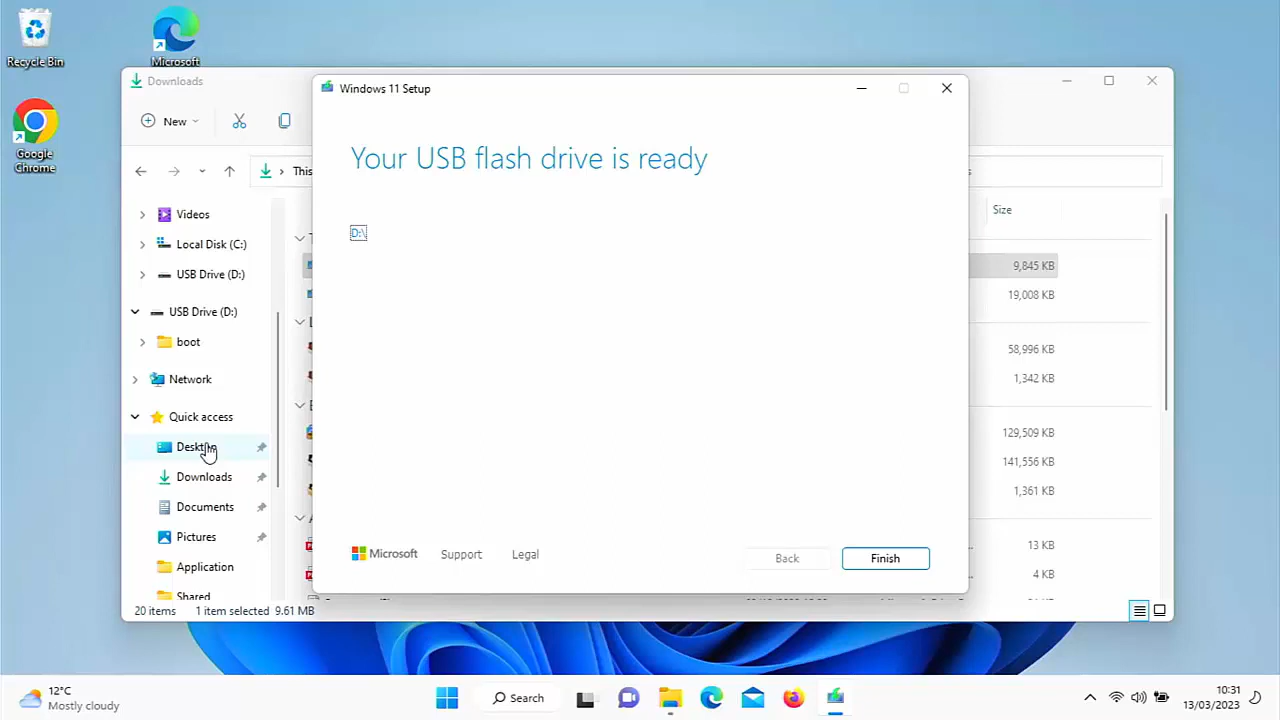 Recycle Bin
Microsoft
Google
Chrome
Downloads
New
This
Videos
Local Disk (C:)
USB Drive (D:)
USB Drive (D:)
boot
Network
Quick access
Desktop
Downloads
Documents
Pictures
Application
Shared
20 items
1 item selected 9.61 MB
Windows 11 Setup
Your USB flash drive is ready
D:\
Microsoft
Support
Legal
Back
Finish
Size
9,845 KB
19,008 KB
58,996 KB
1,342 KB
129,509 KB
141,556 KB
1,361 KB
13 KB
4 KB
12°C
Mostly cloudy
Search
10:31
13/03/2023